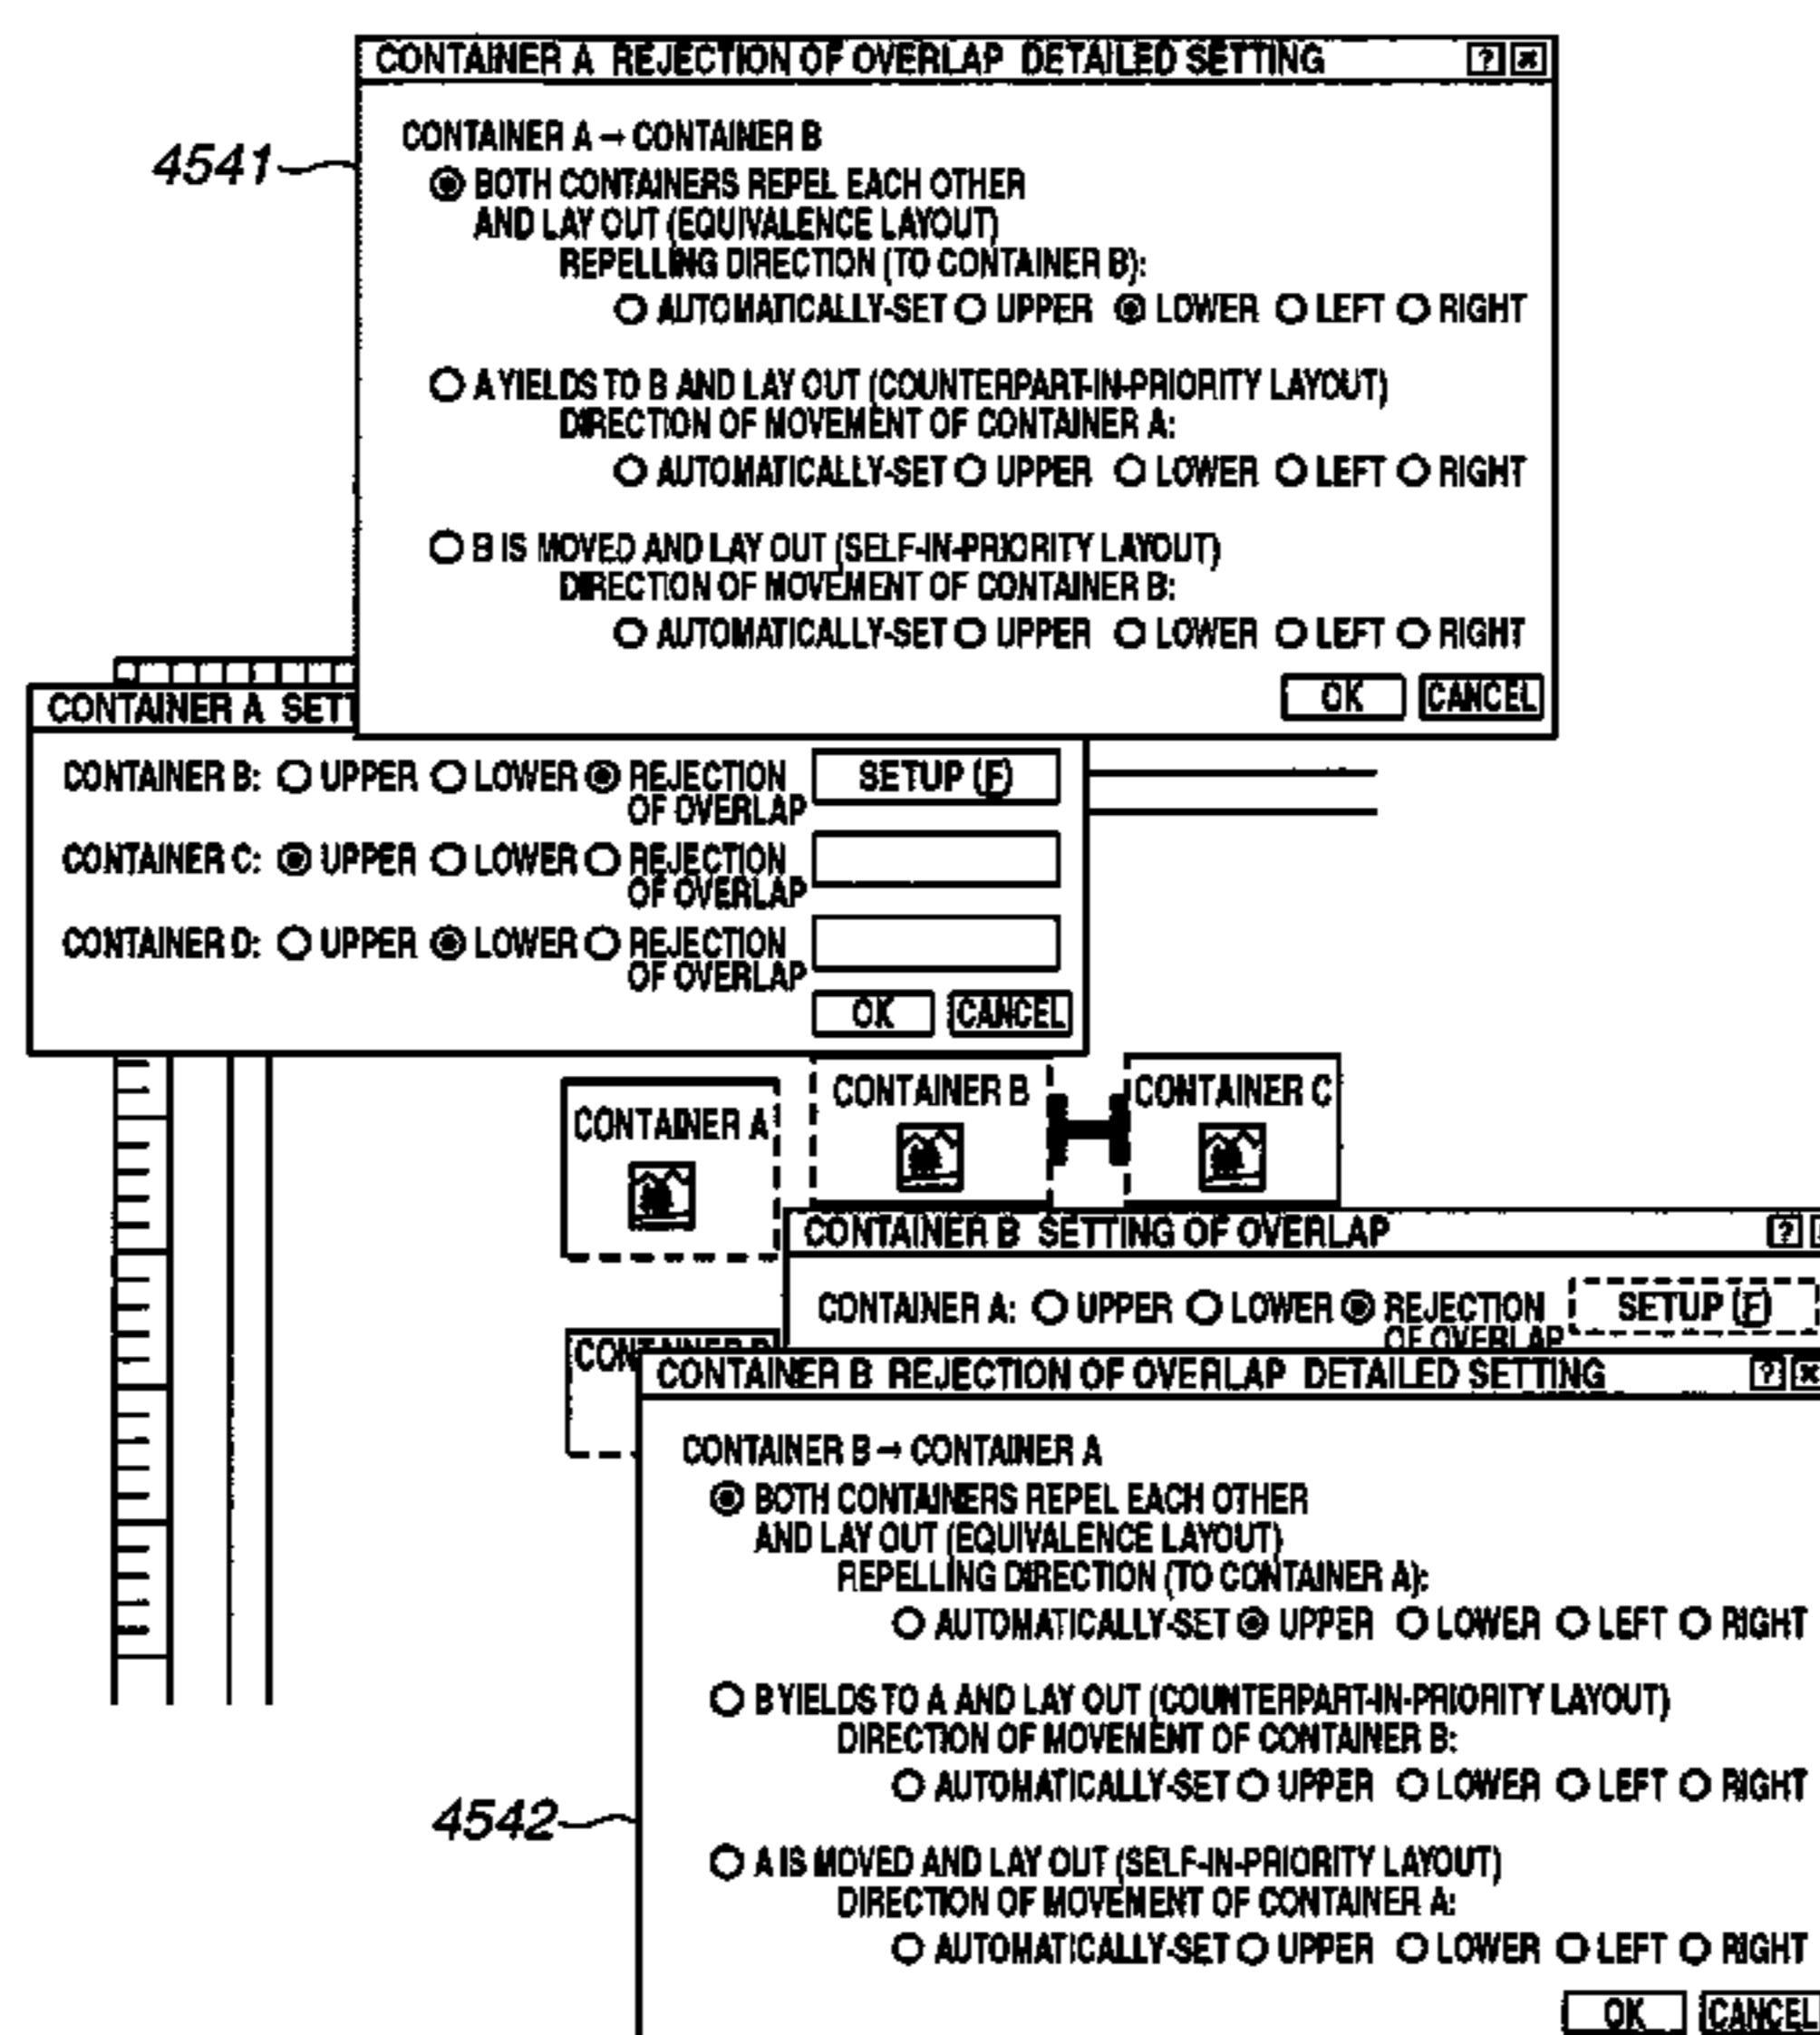 CONTAINER A REJECTION OF OVERLAP DETAILED SETTING ?
4541
CONTAINER A → CONTAINER B
BOTH CONTAINERS REPEL EACH OTHER
AND LAY OUT (EQUIVALENCE LAYOUT)
REPELLING DIRECTION (TO CONTAINER B):
AUTOMATICALLY-SET UPPER LOWER LEFT RIGHT
A YIELDS TO B AND LAY OUT (COUNTERPART-IN-PRIORITY LAYOUT)
DIRECTION OF MOVEMENT OF CONTAINER A:
AUTOMATICALLY-SET UPPER LOWER LEFT RIGHT
B IS MOVED AND LAY OUT (SELF-IN-PRIORITY LAYOUT)
DIRECTION OF MOVEMENT OF CONTAINER B:
AUTOMATICALLY-SET UPPER LOWER LEFT RIGHT
OK CANCEL
CONTAINER A SETT
CONTAINER B: UPPER LOWER REJECTION SETUP (F)
OF OVERLAP
CONTAINER C: UPPER LOWER REJECTION
OF OVERLAP
CONTAINER D: UPPER LOWER REJECTION
OF OVERLAP
OK CANCEL
CONTAINER A
CONTAINER B
CONTAINER C
CONTAINER B SETTING OF OVERLAP ?
CONTAINER A: UPPER LOWER REJECTION SETUP (F)
OF OVERLAP
CONTAINER
CONTAINER B REJECTION OF OVERLAP DETAILED SETTING ?
CONTAINER B → CONTAINER A
BOTH CONTAINERS REPEL EACH OTHER
AND LAY OUT (EQUIVALENCE LAYOUT)
REPELLING DIRECTION (TO CONTAINER A):
AUTOMATICALLY-SET UPPER LOWER LEFT RIGHT
B YIELDS TO A AND LAY OUT (COUNTERPART-IN-PRIORITY LAYOUT)
DIRECTION OF MOVEMENT OF CONTAINER B:
AUTOMATICALLY-SET UPPER LOWER LEFT RIGHT
4542
A IS MOVED AND LAY OUT (SELF-IN-PRIORITY LAYOUT)
DIRECTION OF MOVEMENT OF CONTAINER A:
AUTOMATICALLY-SET UPPER LOWER LEFT RIGHT
OK CANCEL